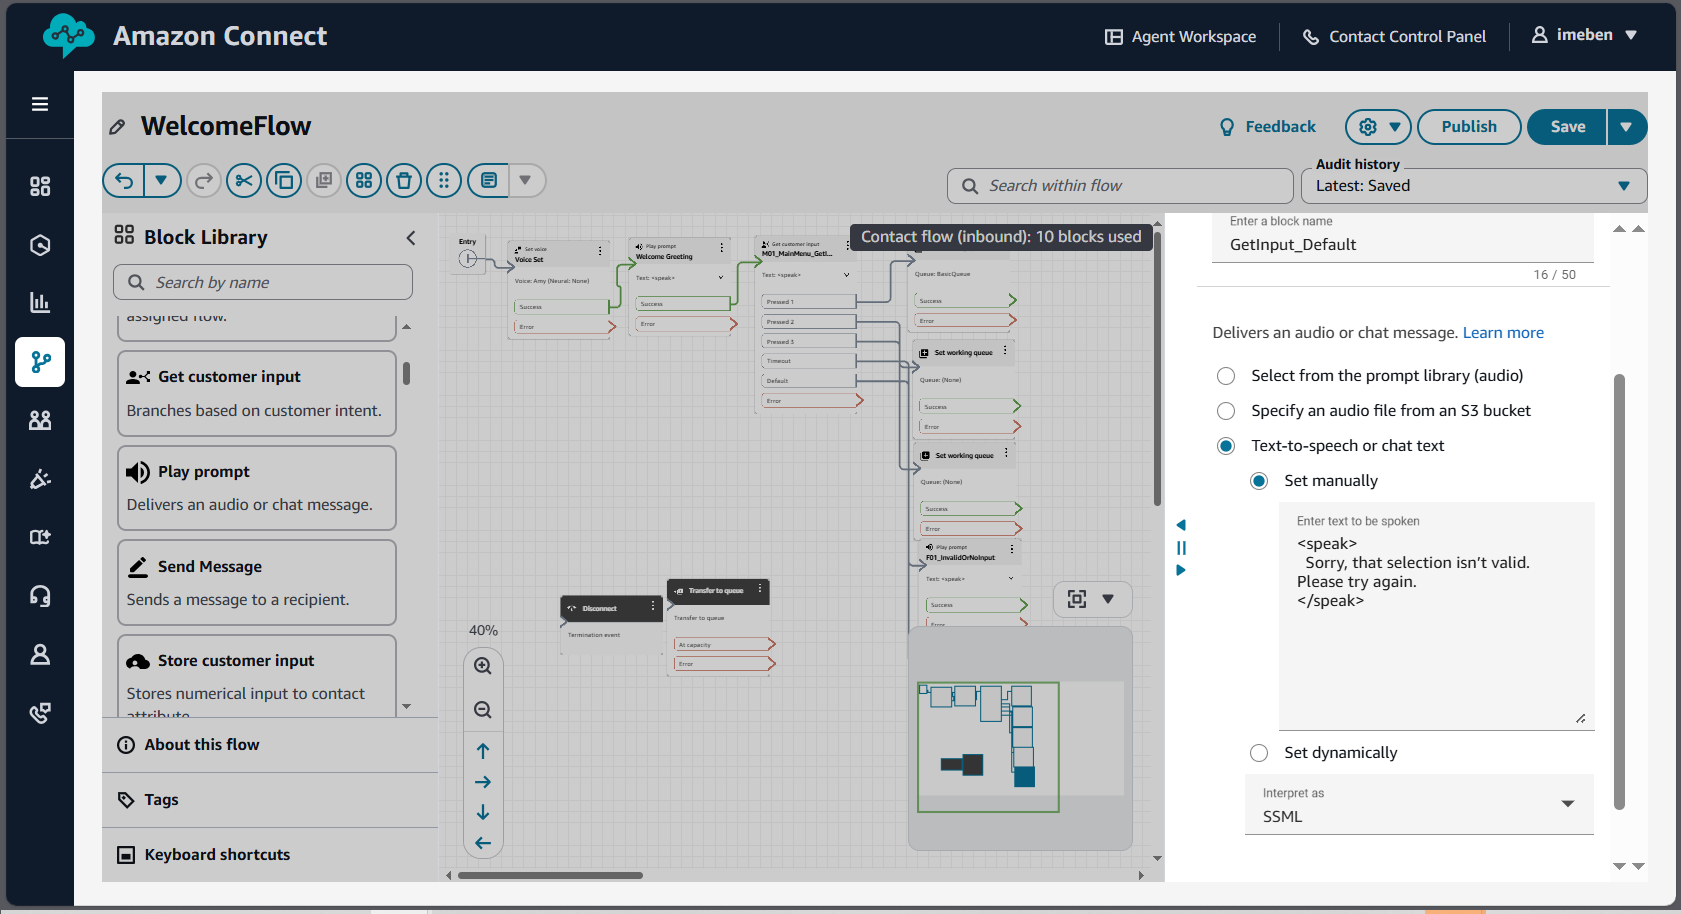 Amazon Connect
Agent Workspace
Contact Control Panel
imeben
WelcomeFlow
Feedback
Publish
Save
Search within flow
Audit history
Latest: Saved
Block Library
Search by name
assigned flow.
Get customer input
Branches based on customer intent.
Play prompt
Delivers an audio or chat message.
Send Message
Sends a message to a recipient.
Store customer input
Stores numerical input to contact
attribute.
About this flow
Tags
Keyboard shortcuts
Contact flow (inbound): 10 blocks used
Entry
Set voice
Voice Set
Voice: Amy (Neural: None)
Success
Error
Play prompt
Welcome Greeting
Text: <speak>
Success
Error
Get customer input
M01_MainMenu_GetI...
Text: <speak>
Pressed 1
Pressed 2
Pressed 3
Timeout
Default
Error
Queue: BasicQueue
Success
Error
Set working queue
Queue: (None)
Success
Error
Set working queue
Queue: (None)
Success
Error
Play prompt
F01_InvalidOrNoInput
Text: <speak>
Success
Error
Disconnect
Termination event
Transfer to queue
Transfer to queue
At capacity
Error
40%
Enter a block name
GetInput_Default
16 / 50
Delivers an audio or chat message. Learn more
Select from the prompt library (audio)
Specify an audio file from an S3 bucket
Text-to-speech or chat text
Set manually
Enter text to be spoken
<speak>
Sorry, that selection isn’t valid.
Please try again.
</speak>
Set dynamically
Interpret as
SSML